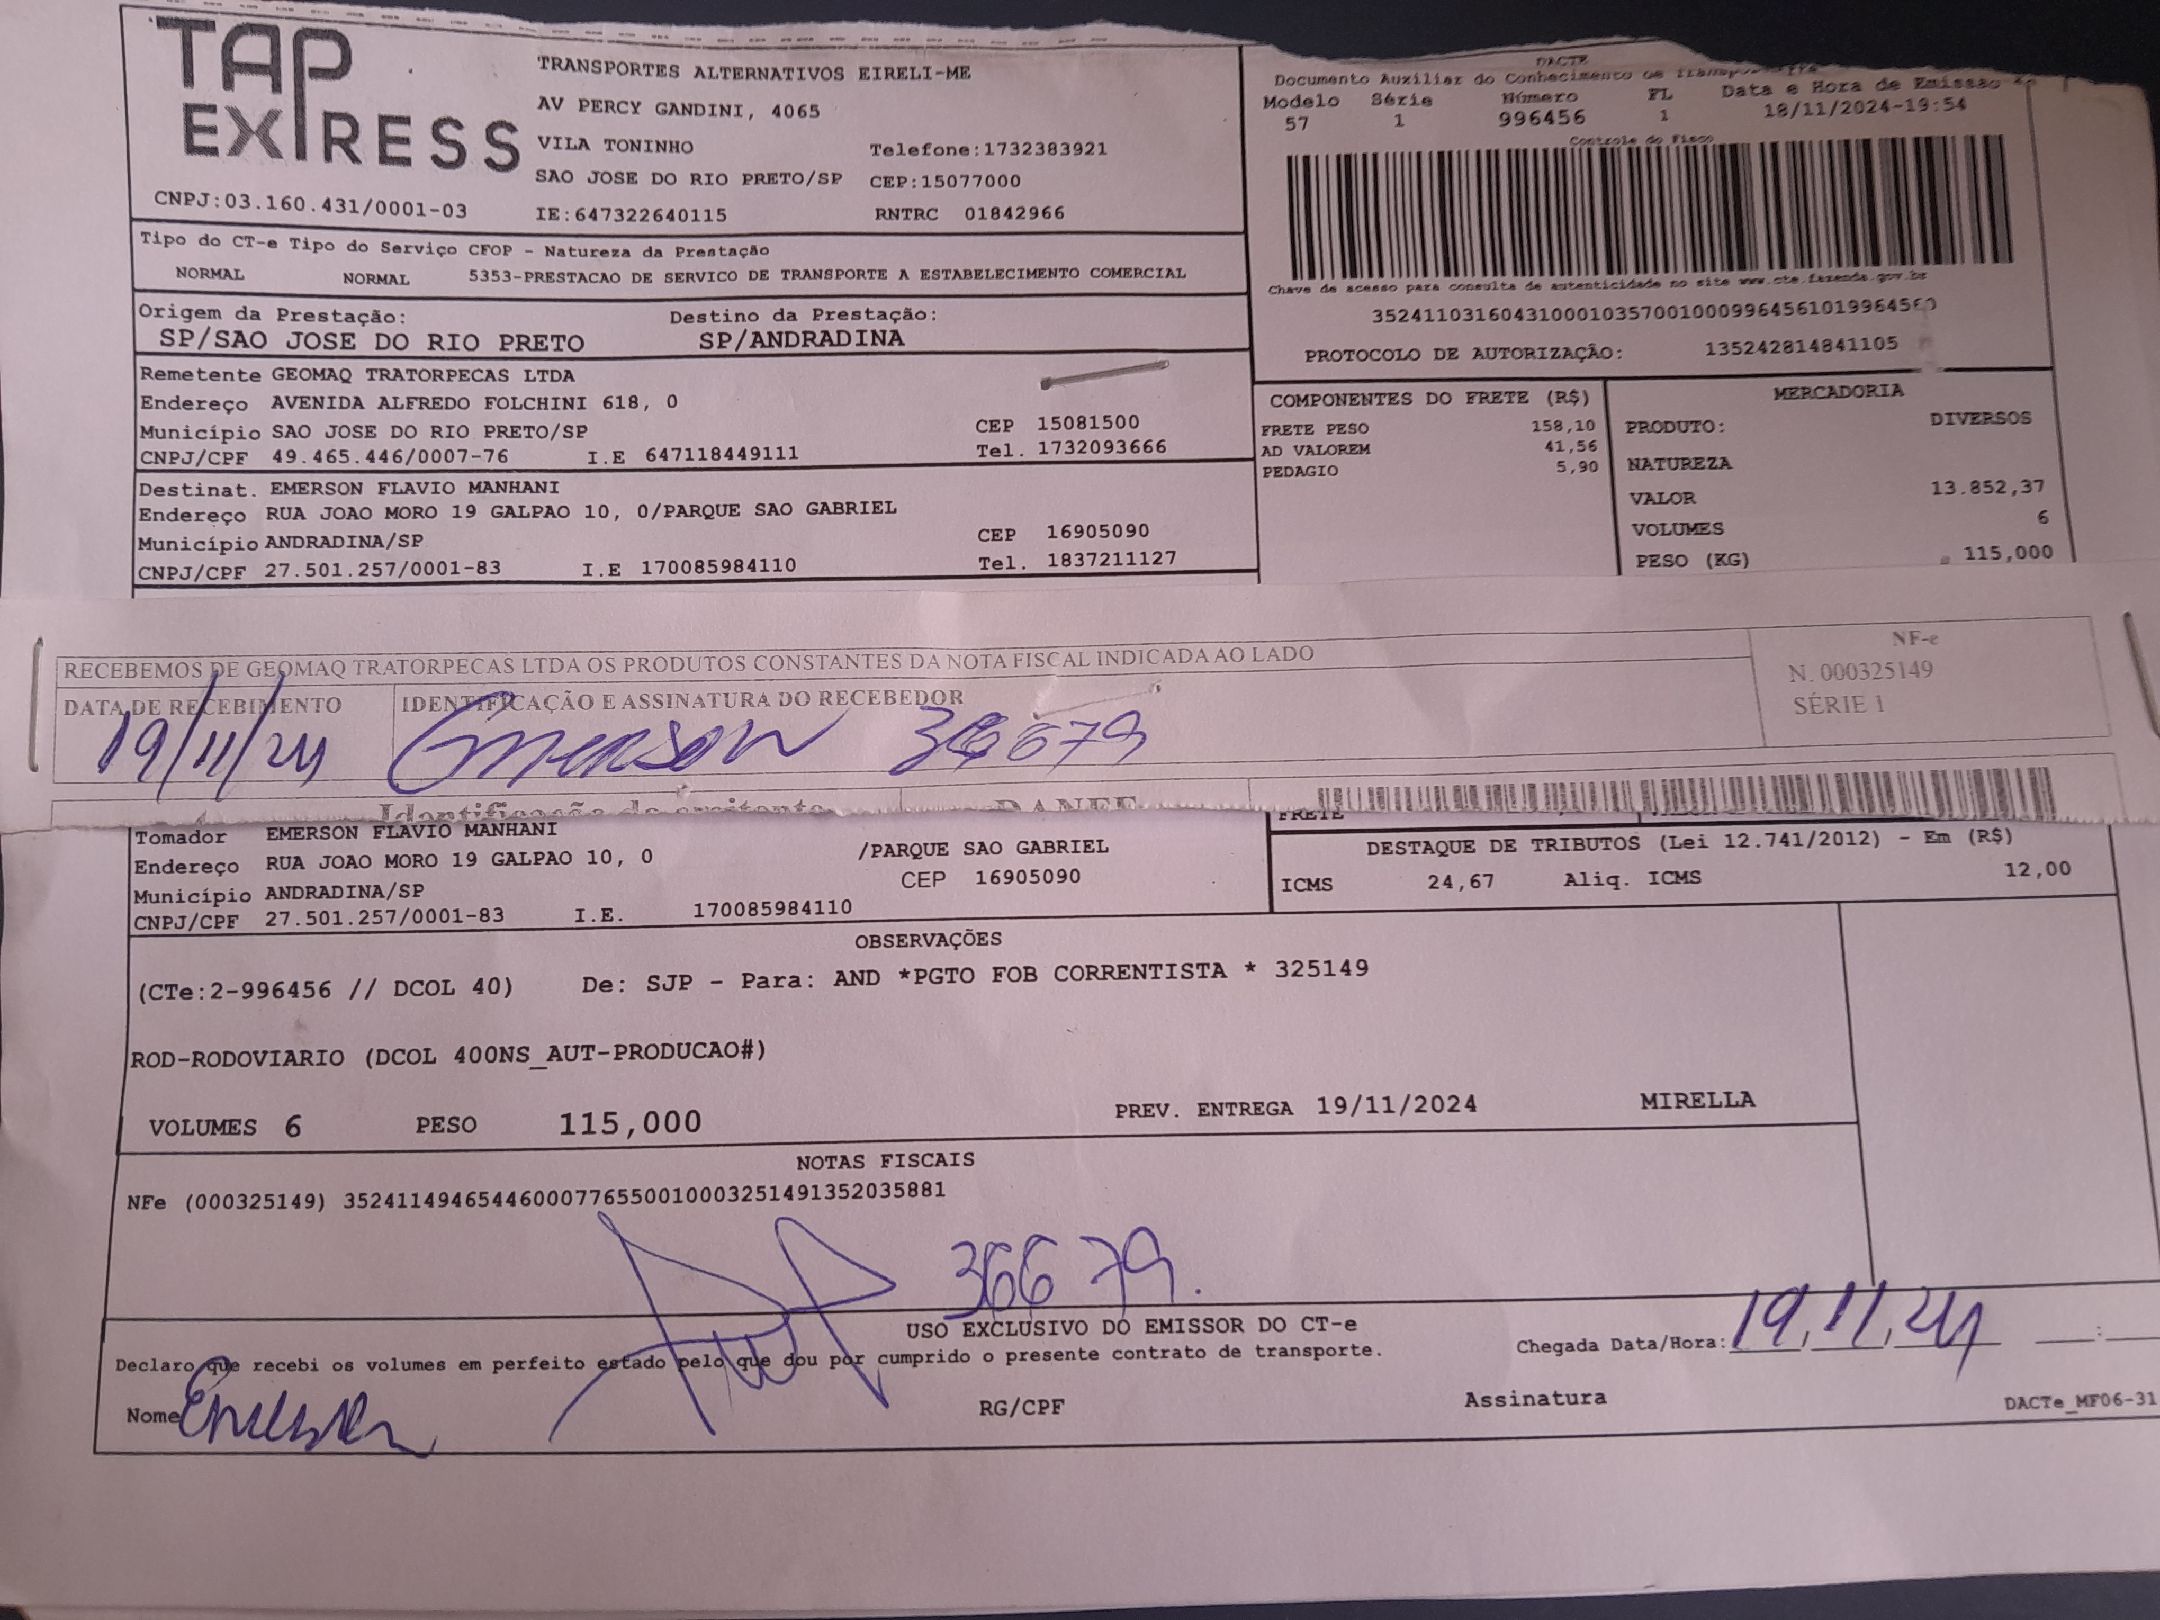 TAP
EXPRESS
CNPJ:03.160.431/0001-03
TRANSPORTES ALTERNATIVOS EIRELI-ME
AV PERCY GANDINI, 4065
VILA TONINHO Telefone:1732383921
SAO JOSE DO RIO PRETO/SP CEP:15077000
IE:647322640115 RNTRC 01842966
DACTE
Documento Auxiliar do Conhecimento de
Modelo Série Número FL Data e Hora de Emissão
57 1 996456 1 18/11/2024-19:54
Controle do Fisco
Chave de acesso para consulta de autenticidade no site www.cte.fazenda.gov.br
PROTOCOLO DE AUTORIZAÇÃO: 135242814841105
Tipo do CT-e Tipo do Serviço CFOP - Natureza da Prestação
NORMAL NORMAL 5353-PRESTACAO DE SERVICO DE TRANSPORTE A ESTABELECIMENTO COMERCIAL
Origem da Prestação: Destino da Prestação:
SP/SAO JOSE DO RIO PRETO SP/ANDRADINA
Remetente GEOMAQ TRATORPECAS LTDA
Endereço AVENIDA ALFREDO FOLCHINI 618, 0
Município SAO JOSE DO RIO PRETO/SP CEP 15081500
CNPJ/CPF 49.465.446/0007-76 I.E 647118449111 Tel. 1732093666
Destinat. EMERSON FLAVIO MANHANI
Endereço RUA JOAO MORO 19 GALPAO 10, 0/PARQUE SAO GABRIEL
Município ANDRADINA/SP CEP 16905090
CNPJ/CPF 27.501.257/0001-83 I.E 170085984110 Tel. 1837211127
COMPONENTES DO FRETE (R$)
FRETE PESO 158,10
AD VALOREM 41,56
PEDAGIO 5,90
MERCADORIA
PRODUTO: DIVERSOS
NATUREZA
VALOR 13.852,37
VOLUMES 6
PESO (KG) 115,000
RECEBEMOS DE GEOMAQ TRATORPECAS LTDA OS PRODUTOS CONSTANTES DA NOTA FISCAL INDICADA AO LADO
DATA DE RECEBIMENTO IDENTIFICAÇÃO E ASSINATURA DO RECEBEDOR
19/11/24 Emerson 36679
NF-e
N. 000325149
SÉRIE 1
Identificação do emitente DANFE
FRETE
Tomador EMERSON FLAVIO MANHANI
Endereço RUA JOAO MORO 19 GALPAO 10, 0 /PARQUE SAO GABRIEL
Município ANDRADINA/SP CEP 16905090
CNPJ/CPF 27.501.257/0001-83 I.E. 170085984110
DESTAQUE DE TRIBUTOS (Lei 12.741/2012) - Em (R$)
ICMS 24,67 Aliq. ICMS 12,00
OBSERVAÇÕES
(CTe:2-996456 // DCOL 40) De: SJP - Para: AND *PGTO FOB CORRENTISTA * 325149
ROD-RODOVIARIO (DCOL 400NS_AUT-PRODUCAO#)
VOLUMES 6 PESO 115,000 PREV. ENTREGA 19/11/2024 MIRELLA
NOTAS FISCAIS
NFe (000325149) 35241149465446000776550010003251491352035881
36679.
USO EXCLUSIVO DO EMISSOR DO CT-e
Declaro que recebi os volumes em perfeito estado pelo que dou por cumprido o presente contrato de transporte.
Chegada Data/Hora: 19,11,24 :
Nome Emerson RG/CPF Assinatura
DACTe_MF06-31